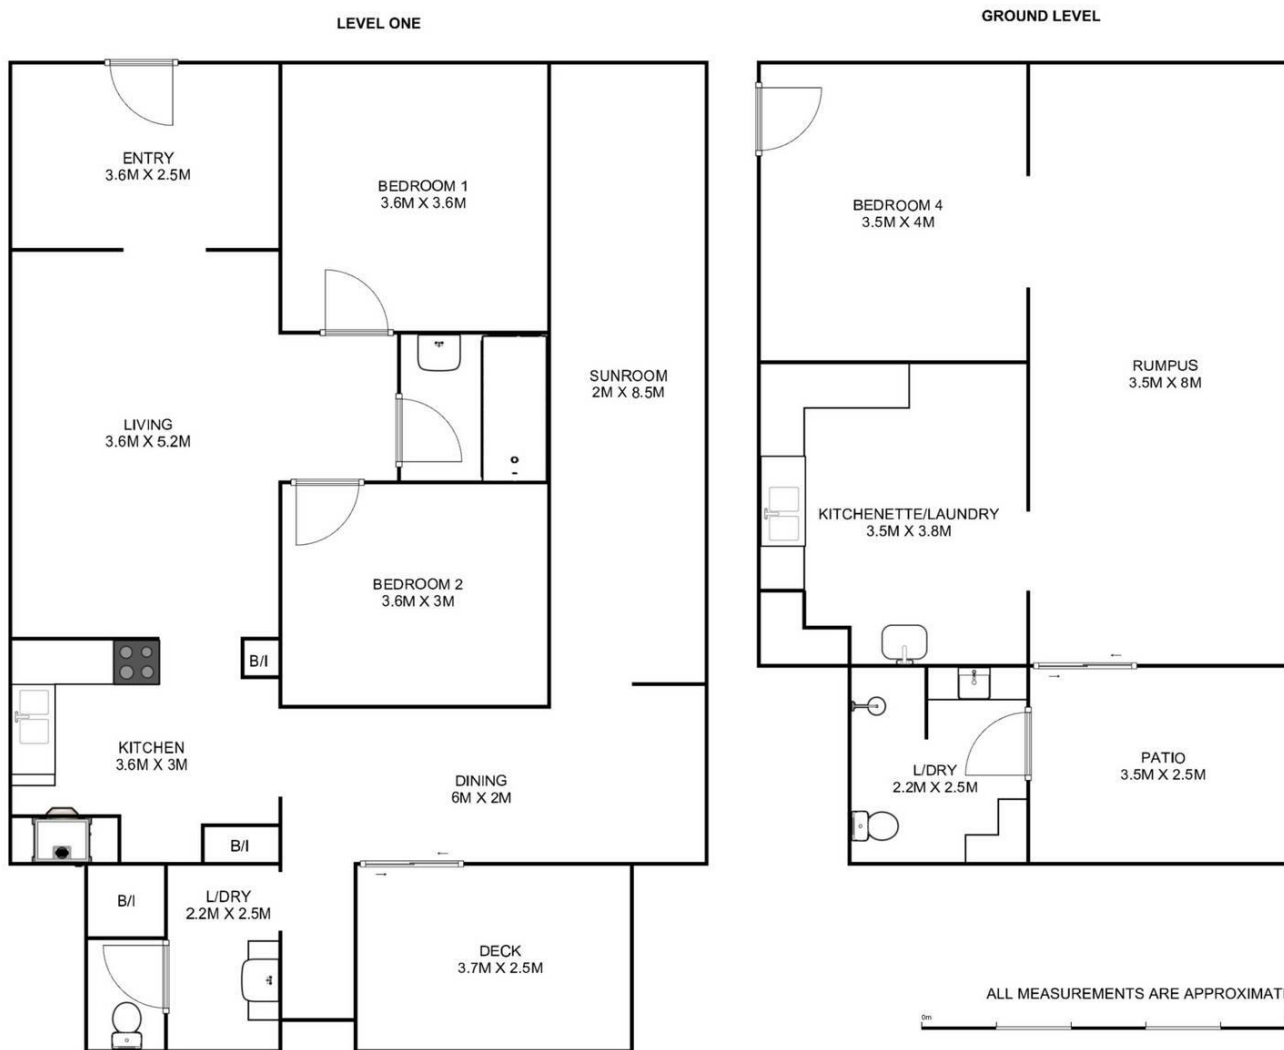 LEVEL ONE
ENTRY
3.6M X 2.5M
BEDROOM 1
3.6M X 3.6M
LIVING
3.6M X 5.2M
SUNROOM
2M X 8.5M
BEDROOM 2
3.6M X 3M
B/I
KITCHEN
3.6M X 3M
DINING
6M X 2M
B/I
B/I
L/DRY
2.2M X 2.5M
DECK
3.7M X 2.5M
GROUND LEVEL
BEDROOM 4
3.5M X 4M
RUMPUS
3.5M X 8M
KITCHENETTE/LAUNDRY
3.5M X 3.8M
L/DRY
2.2M X 2.5M
PATIO
3.5M X 2.5M
ALL MEASUREMENTS ARE APPROXIMAT
0m